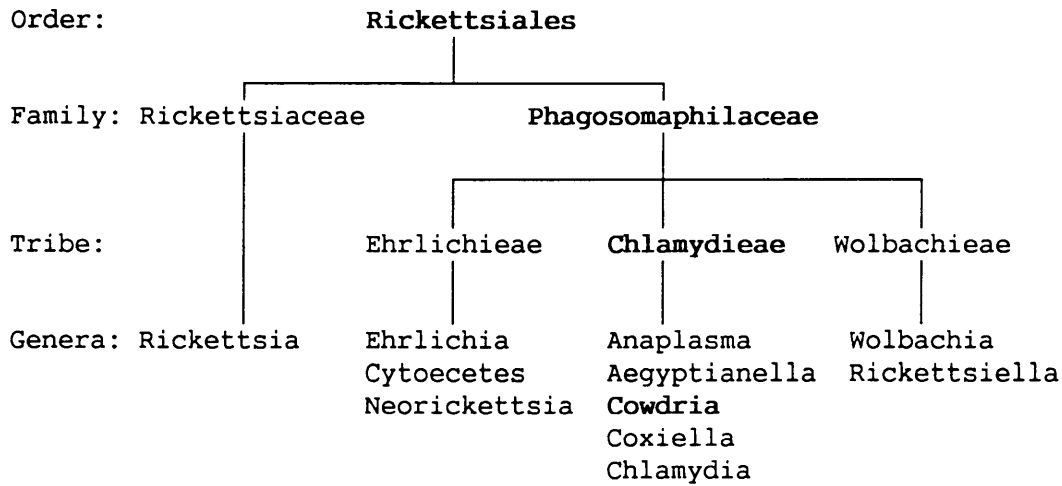 Order: Rickettsiales
Family: Rickettsiaceae Phagosomaphilaceae
Tribe: Ehrlichieae Chlamydieae Wolbachieae
Genera: Rickettsia Ehrlichia Anaplasma Wolbachia
Cytoecetes Aegyptianella Rickettsiella
Neorickettsia Cowdria
Coxiella
Chlamydia